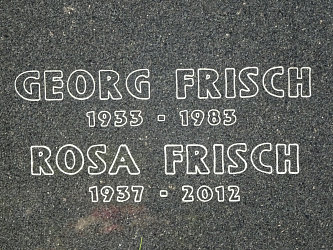 GEORG FRISCH
1933 - 1983
ROSA FRISCH
1937 - 2012